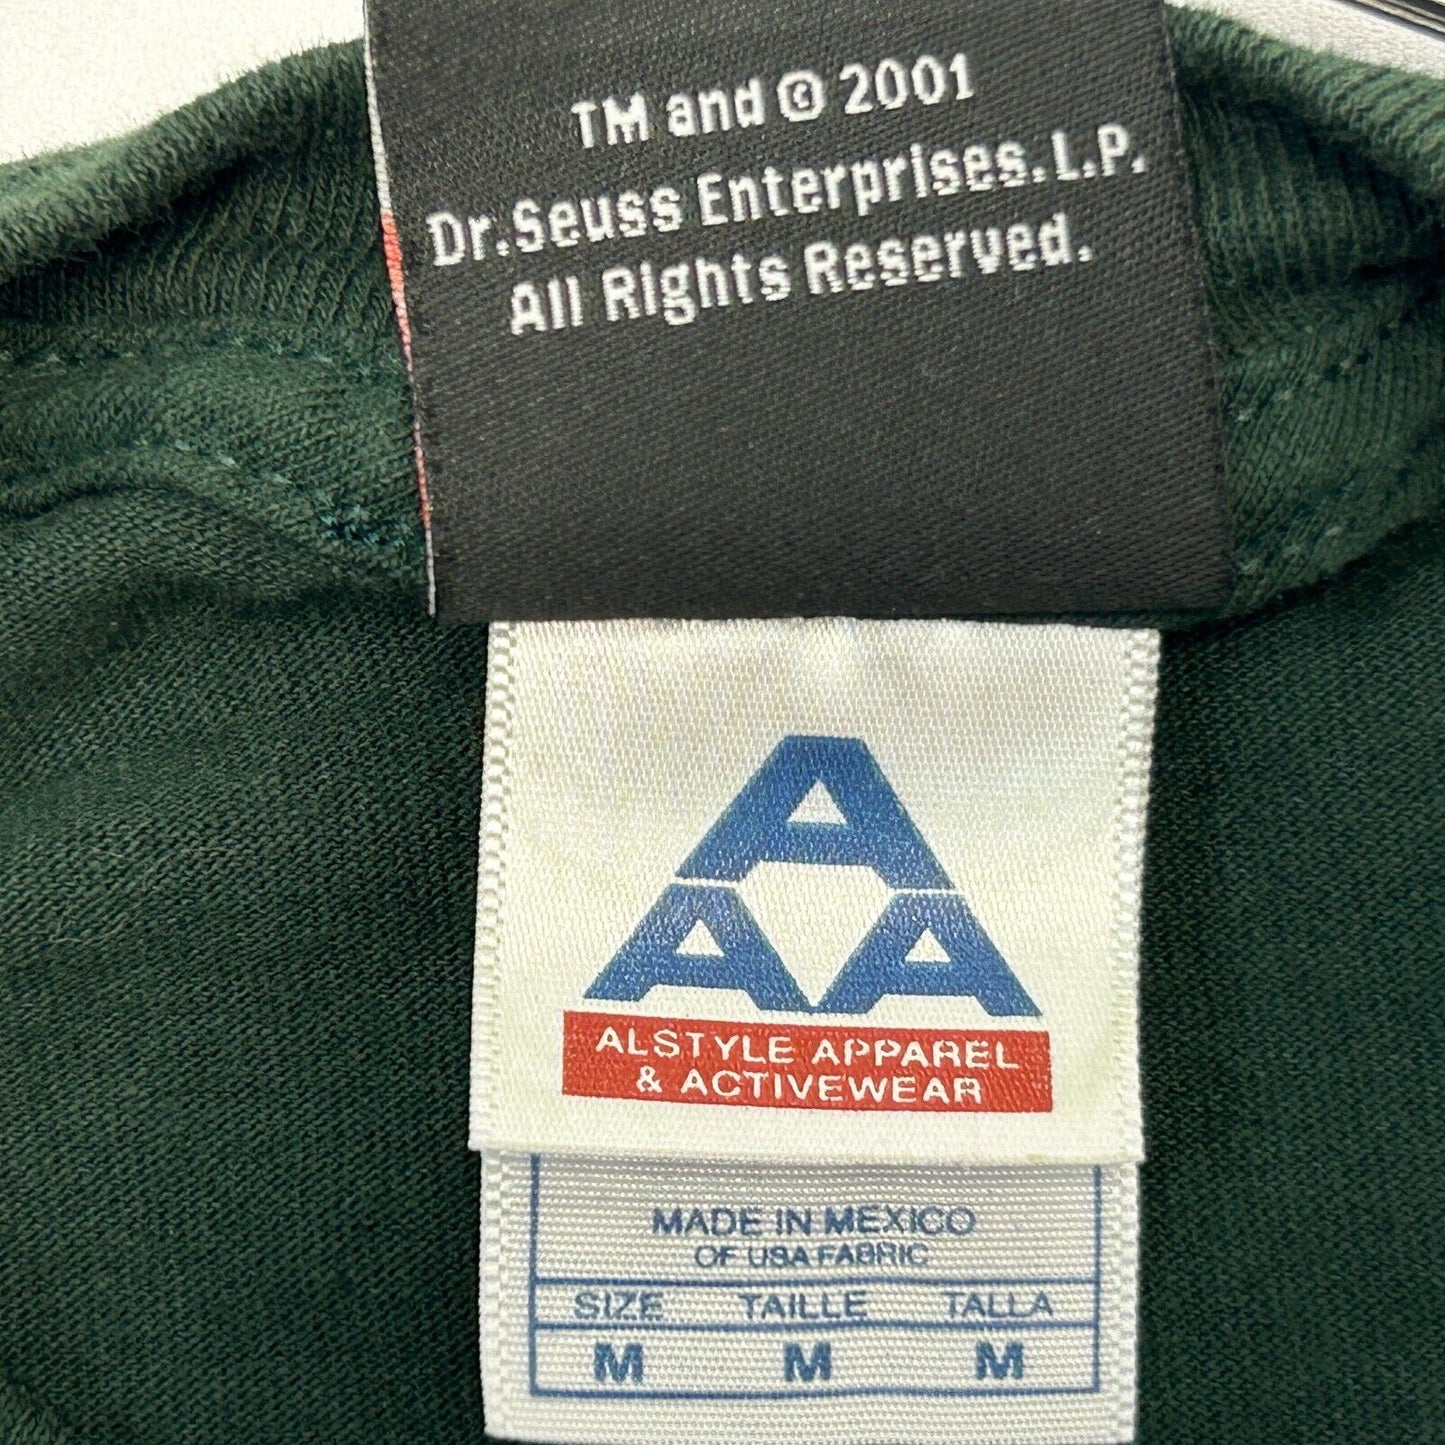 TM and © 2001
Dr.Seuss Enterprises.L.P.
All Rights Reserved.
A
A A
ALSTYLE APPAREL
& ACTIVEWEAR
MADE IN MEXICO
OF USA FABRIC
SIZE TAILLE TALLA
M M M